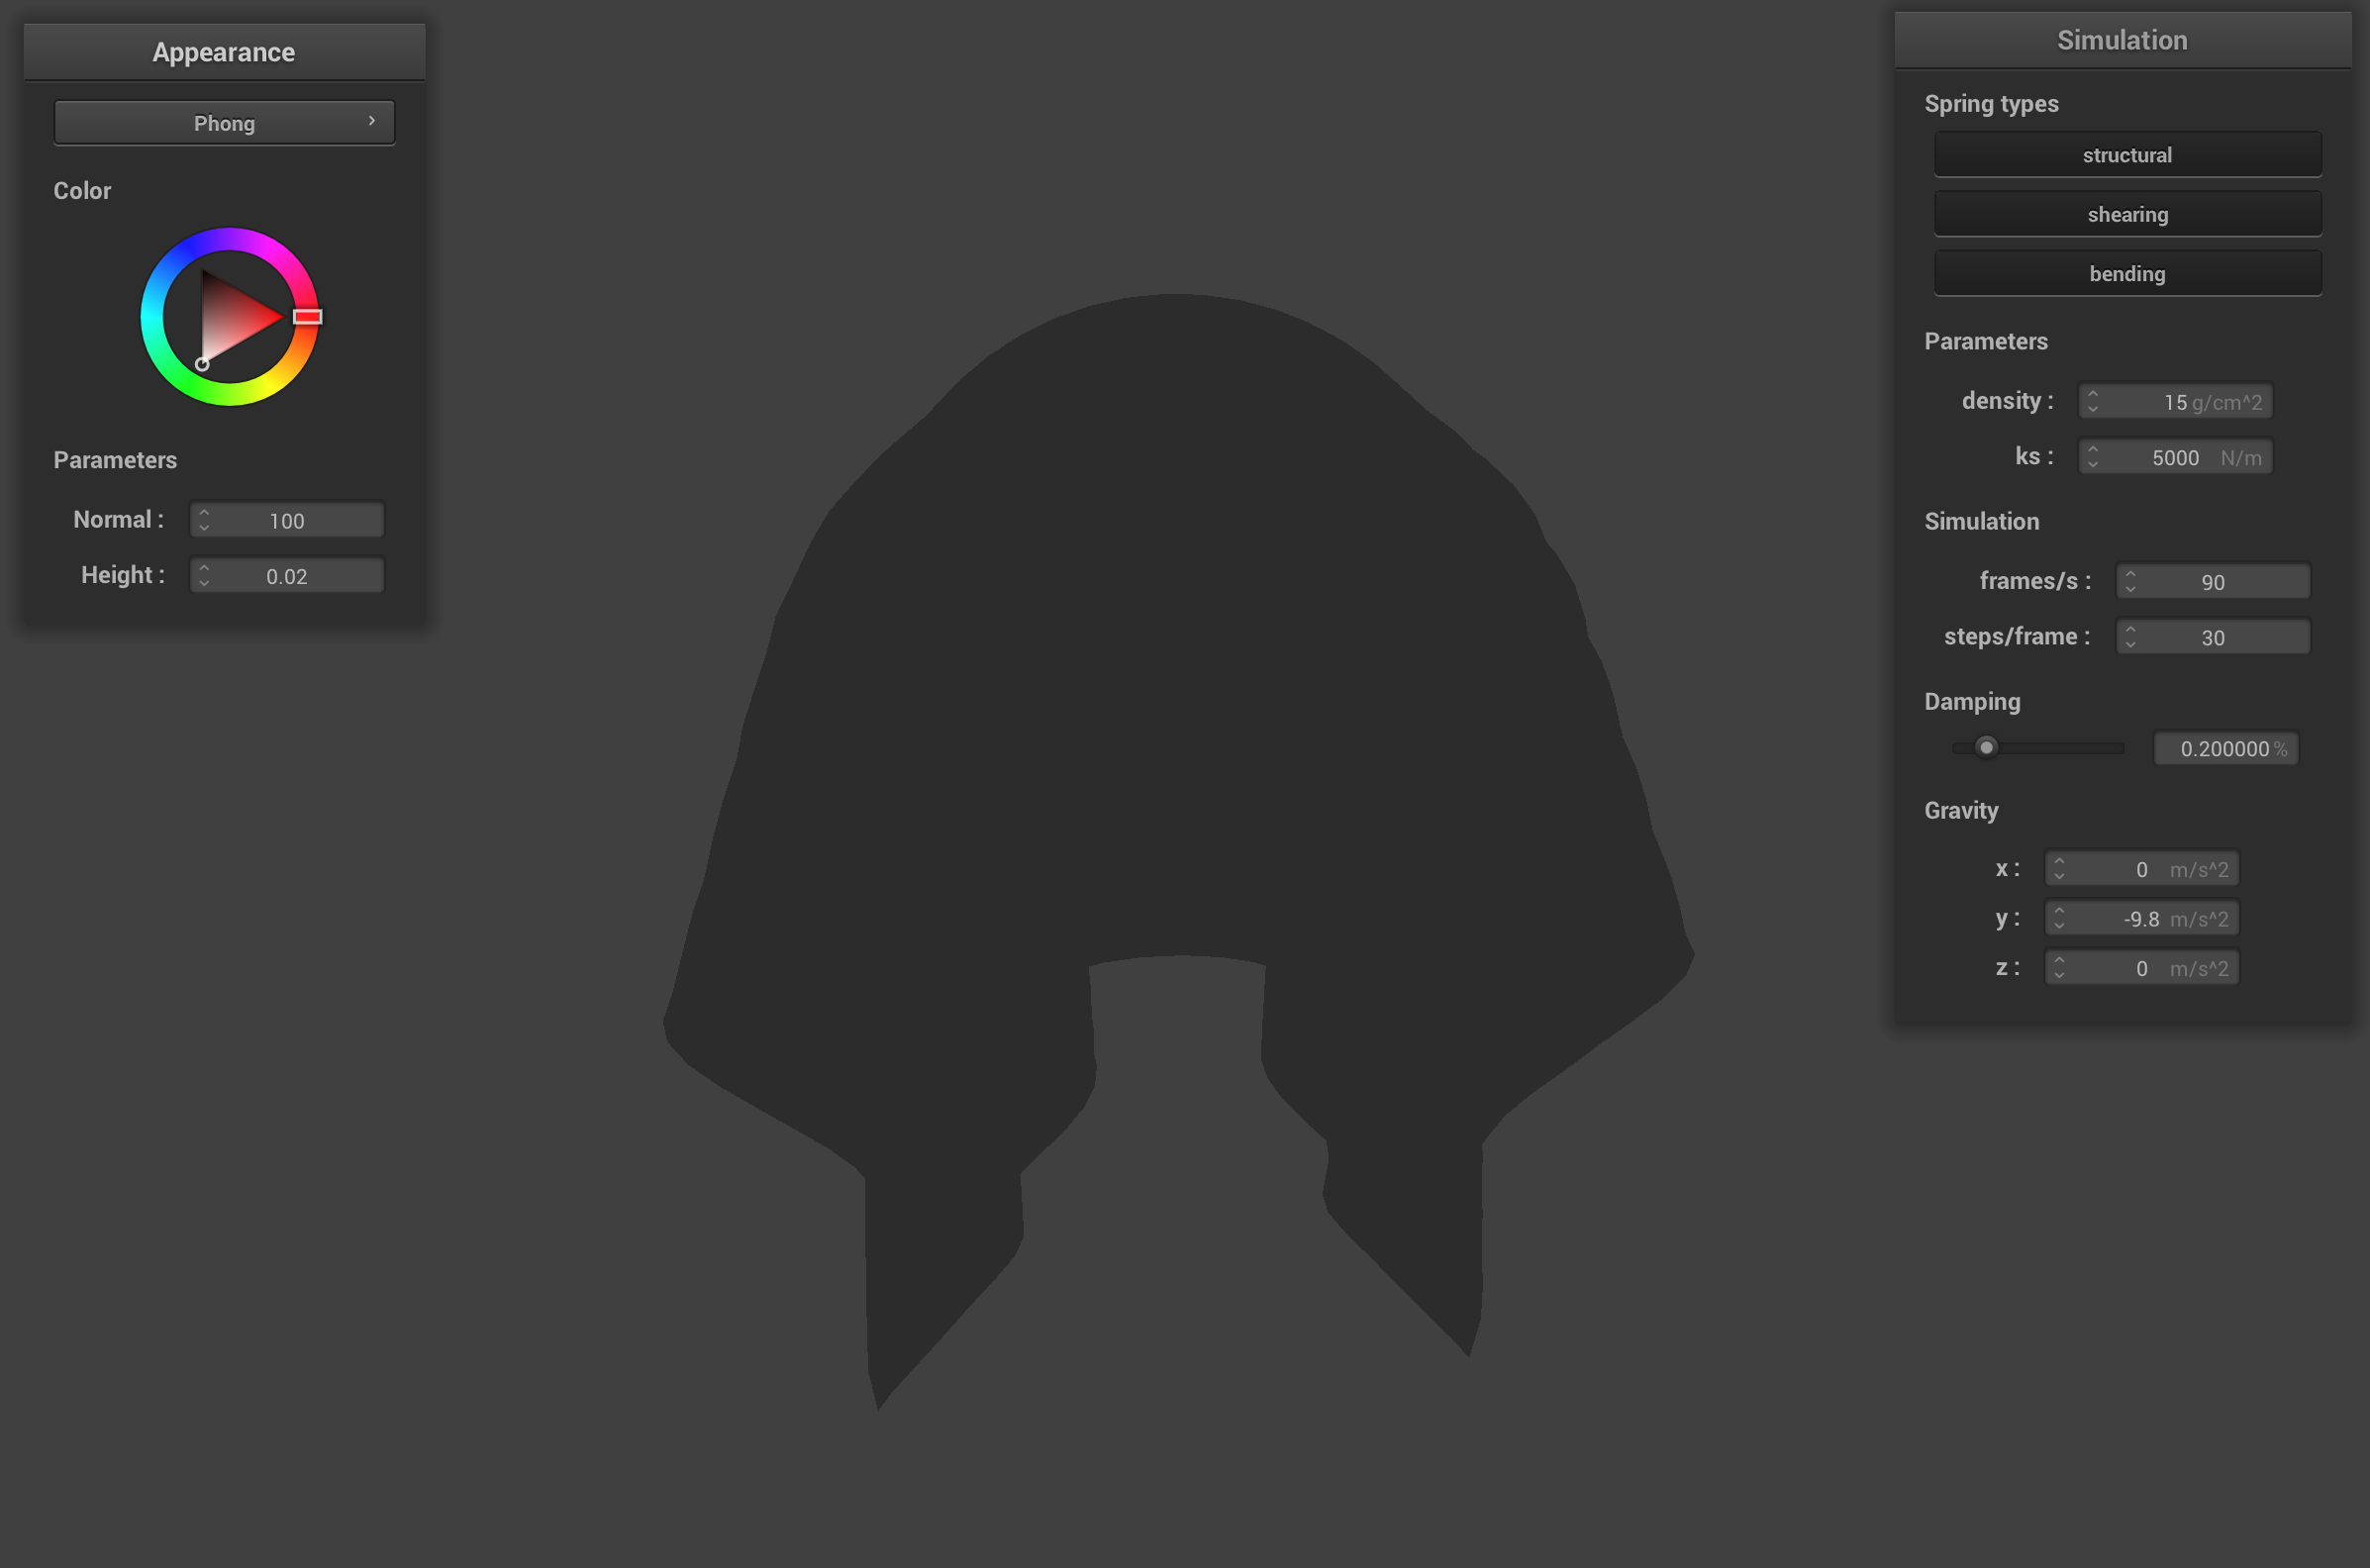 Appearance
Phong
Color
Parameters
Normal : 100
Height : 0.02
Simulation
Spring types
structural
shearing
bending
Parameters
density : 15 g/cm^2
ks : 5000 N/m
Simulation
frames/s : 90
steps/frame : 30
Damping
0.200000 %
Gravity
x : 0 m/s^2
y : -9.8 m/s^2
z : 0 m/s^2